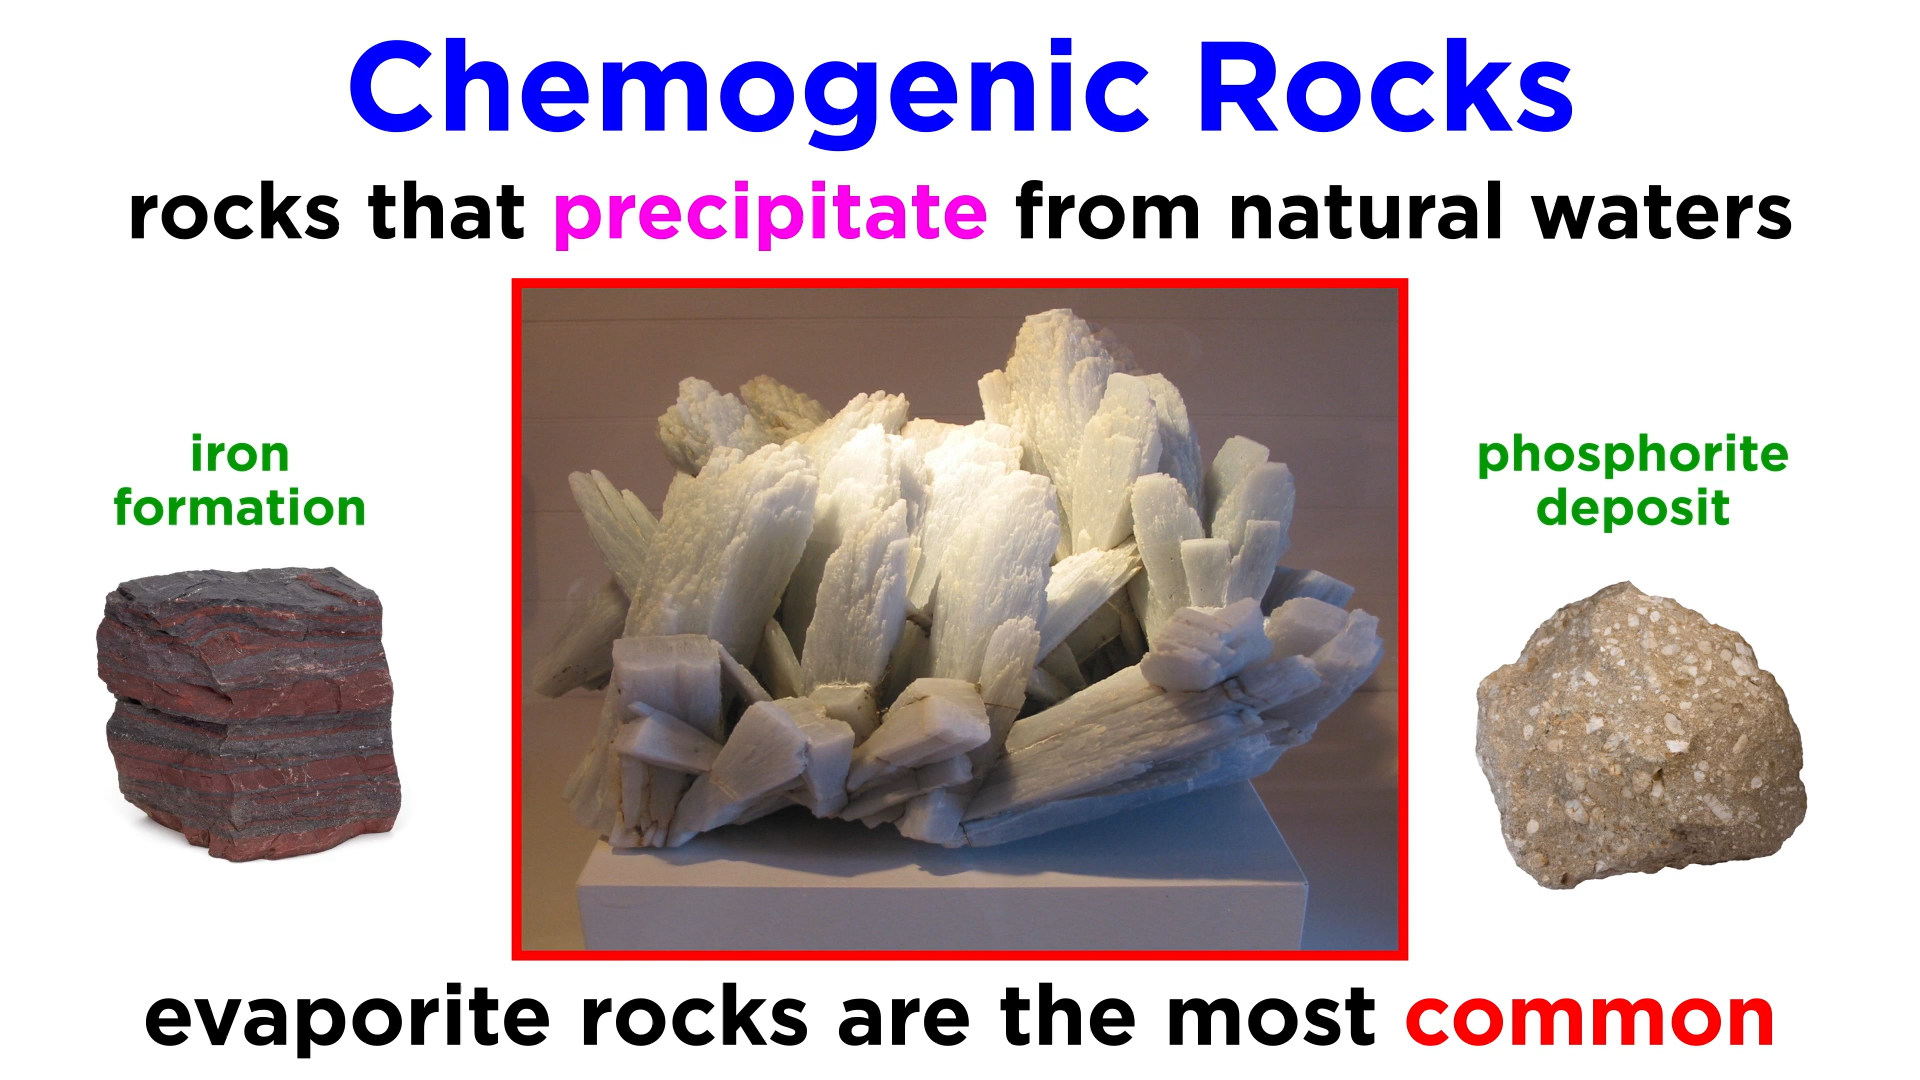 Chemogenic Rocks
rocks that precipitate from natural waters
iron
formation
phosphorite
deposit
evaporite rocks are the most common